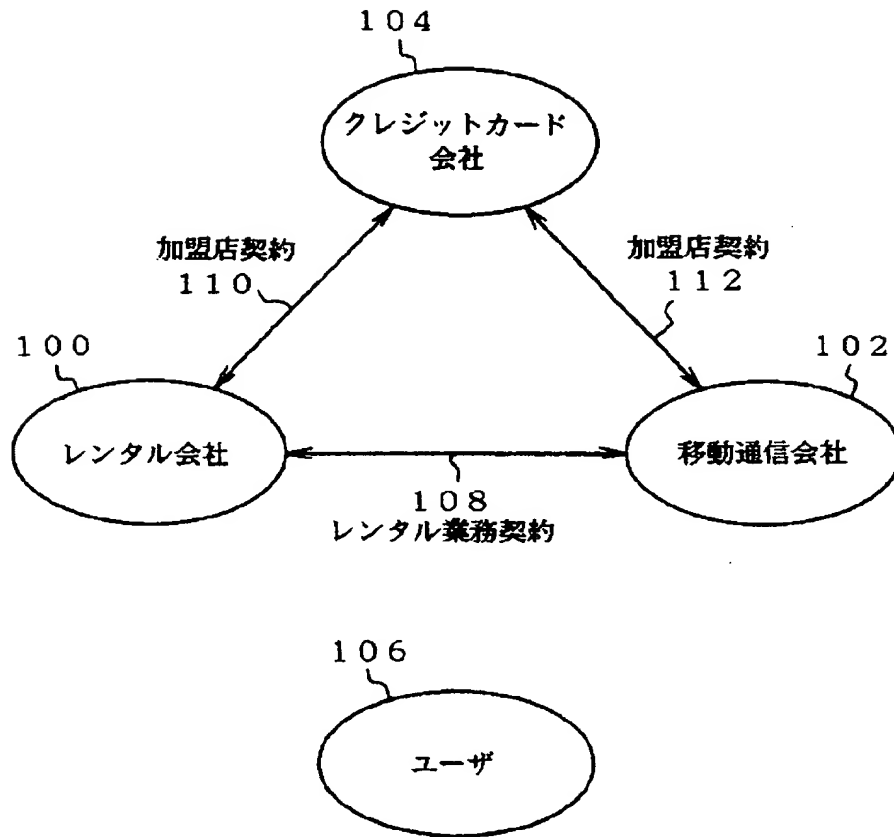 １０４
クレジットカード
会社
加盟店契約
１１０
加盟店契約
１１２
１００
レンタル会社
１０２
移動通信会社
１０８
レンタル業務契約
１０６
ユーザ